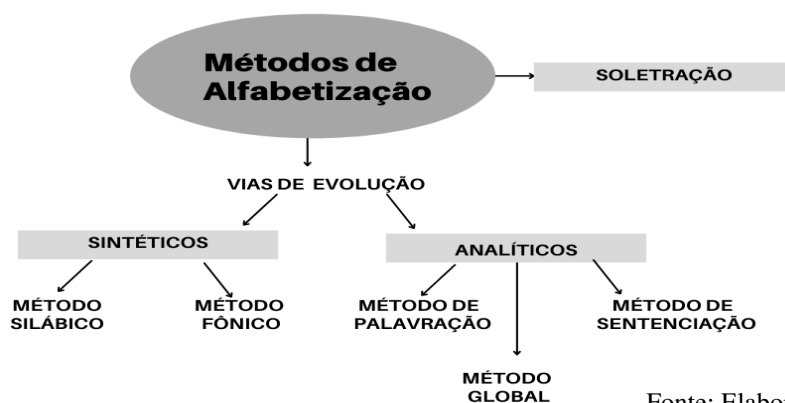 Métodos de
Alfabetização
SOLETRAÇÃO
VIAS DE EVOLUÇÃO
SINTÉTICOS
ANALÍTICOS
MÉTODO
SILÁBICO
MÉTODO
FÔNICO
MÉTODO DE
PALAVRAÇÃO
MÉTODO DE
SENTENCIAÇÃO
MÉTODO
GLOBAL
Fonte: